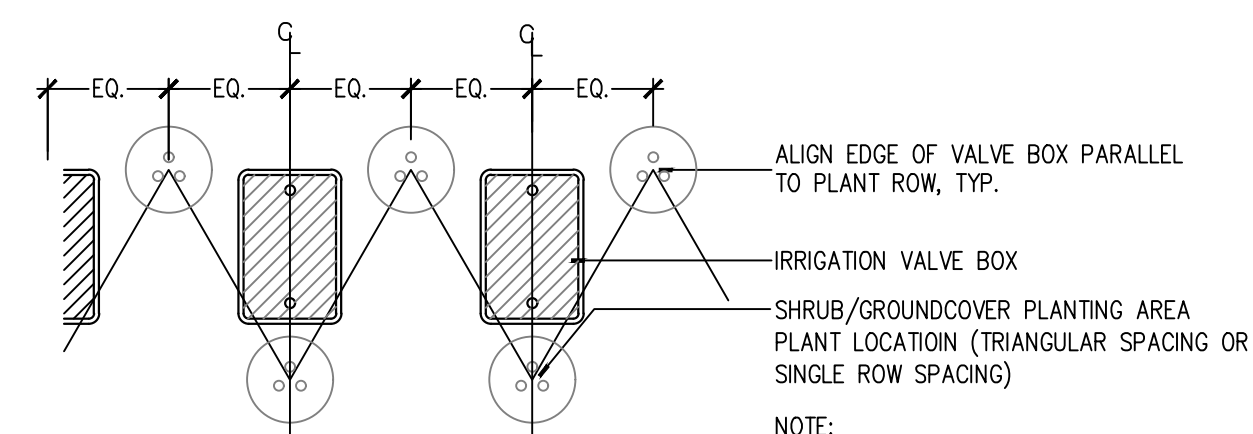 C L C L
EQ. EQ. EQ. EQ. EQ.
ALIGN EDGE OF VALVE BOX PARALLEL
TO PLANT ROW, TYP.
IRRIGATION VALVE BOX
SHRUB/GROUNDCOVER PLANTING AREA
PLANT LOCATIOIN (TRIANGULAR SPACING OR
SINGLE ROW SPACING)
NOTE: